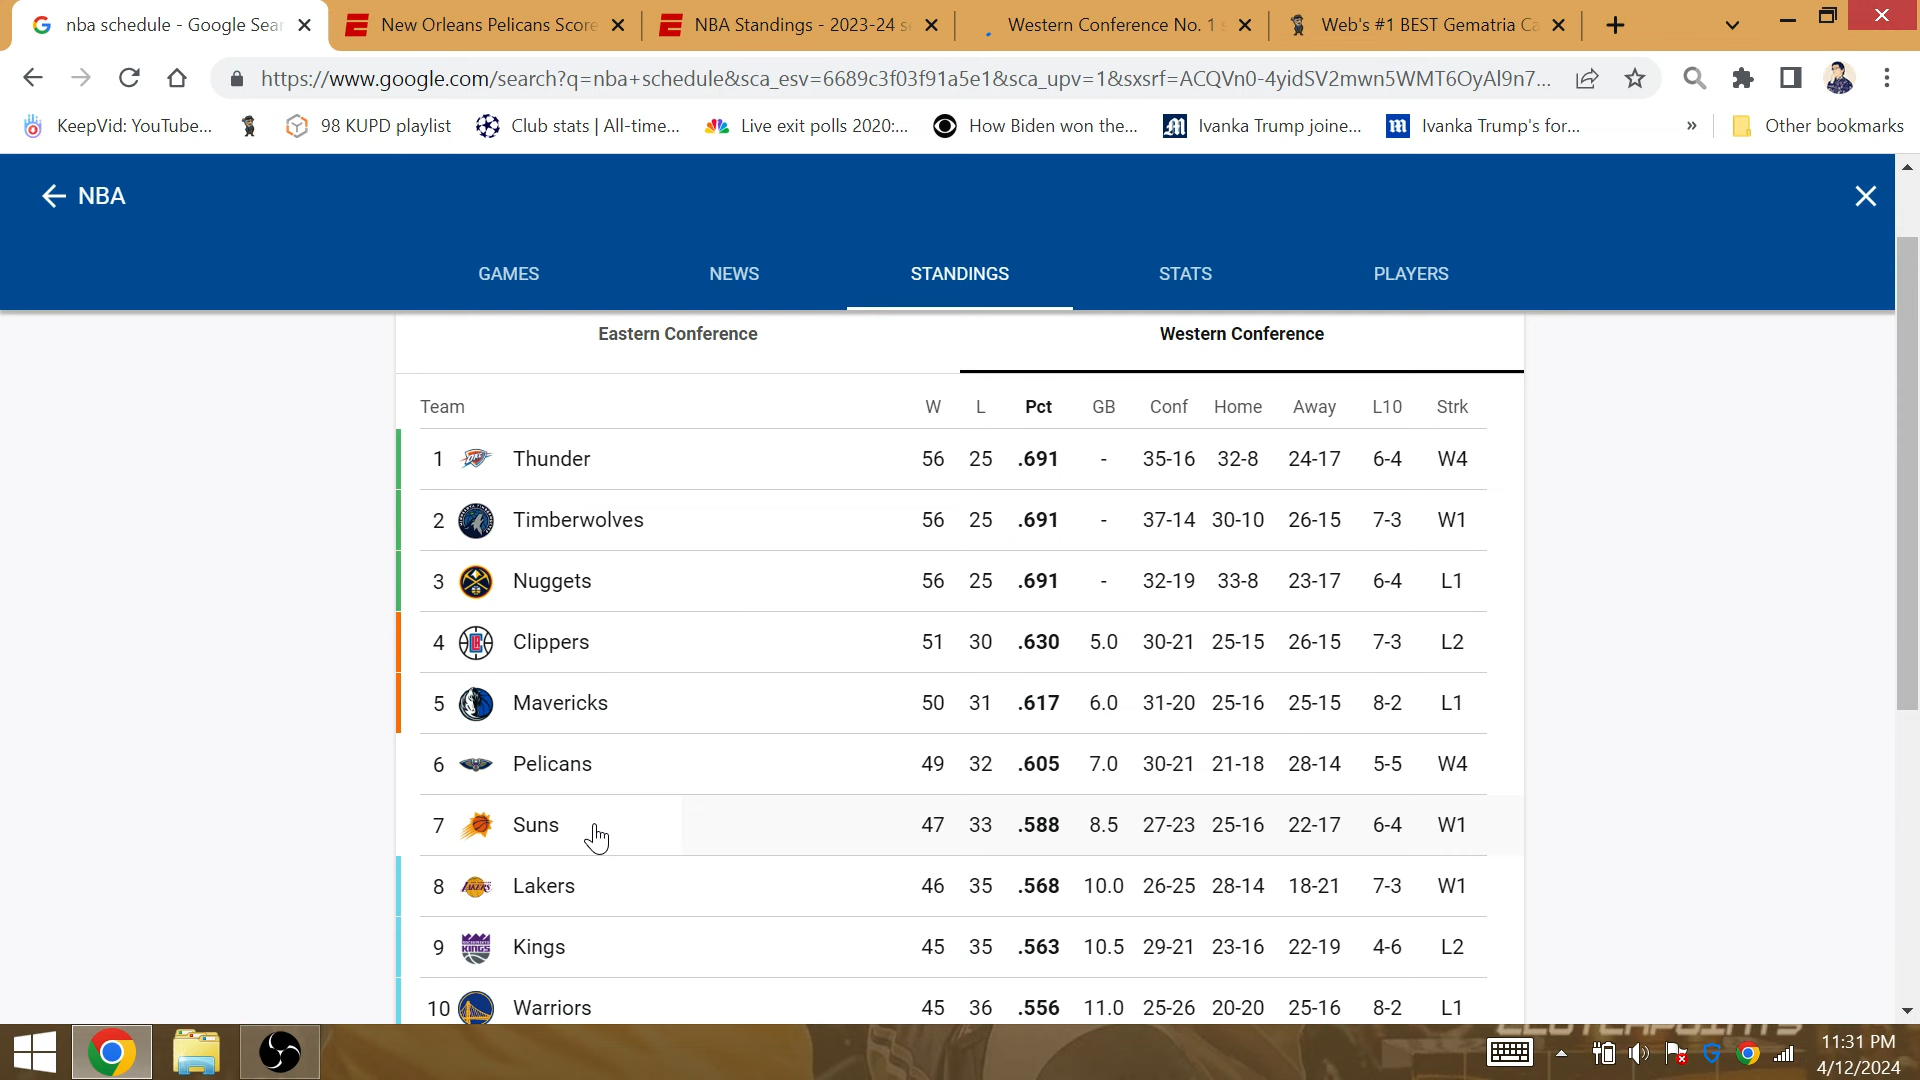 nba schedule - Google Sear
New Orleans Pelicans Score
NBA Standings - 2023-24 s
Western Conference No. 1 s
Web's #1 BEST Gematria Ca
https://www.google.com/search?q=nba+schedule&sca_esv=6689c3f03f91a5e1&sca_upv=1&sxsrf=ACQVn0-4yidSV2mwn5WMT6OyAl9n7...
KeepVid: YouTube...
98 KUPD playlist
Club stats | All-time...
Live exit polls 2020:...
How Biden won the...
Ivanka Trump joine...
Ivanka Trump's for...
Other bookmarks
NBA
GAMES NEWS STANDINGS STATS PLAYERS
Eastern Conference Western Conference
Team W L Pct GB Conf Home Away L10 Strk
1 Thunder 56 25 .691 - 35-16 32-8 24-17 6-4 W4
2 Timberwolves 56 25 .691 - 37-14 30-10 26-15 7-3 W1
3 Nuggets 56 25 .691 - 32-19 33-8 23-17 6-4 L1
4 Clippers 51 30 .630 5.0 30-21 25-15 26-15 7-3 L2
5 Mavericks 50 31 .617 6.0 31-20 25-16 25-15 8-2 L1
6 Pelicans 49 32 .605 7.0 30-21 21-18 28-14 5-5 W4
7 Suns 47 33 .588 8.5 27-23 25-16 22-17 6-4 W1
8 Lakers 46 35 .568 10.0 26-25 28-14 18-21 7-3 W1
9 Kings 45 35 .563 10.5 29-21 23-16 22-19 4-6 L2
10 Warriors 45 36 .556 11.0 25-26 20-20 25-16 8-2 L1
11:31 PM
4/12/2024